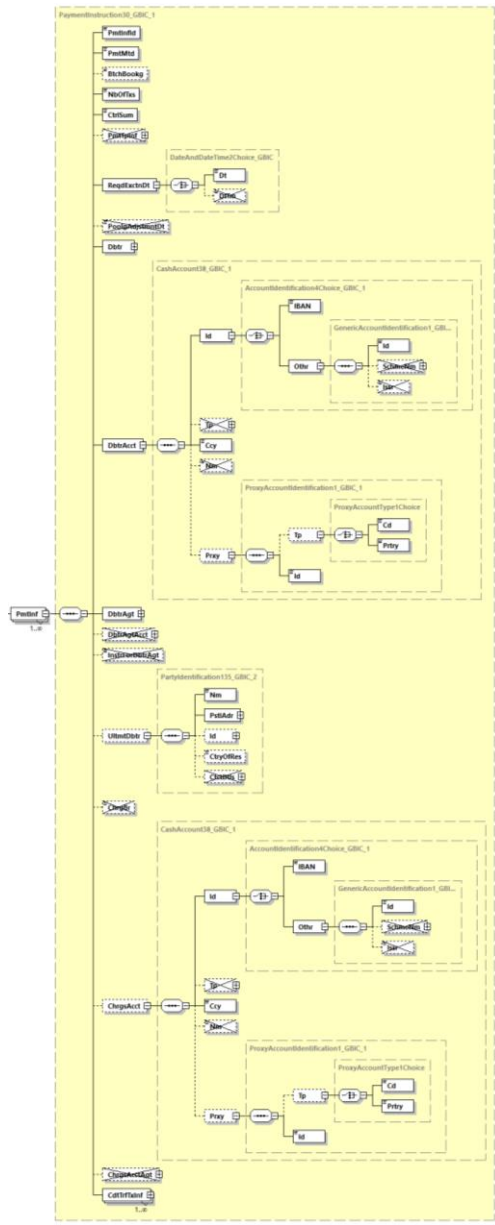 PaymentInstruction30_GBIC_1
PmtInfId
PmtMtd
BtchBookg
NbOfTxs
CtrlSum
PmtTpInf
DateAndDateTime2Choice_GBIC
Dt
ReqdExctnDt
DtTm
PoolgAdjstmntDt
Dbtr
CashAccount38_GBIC_1
AccountIdentification4Choice_GBIC_1
IBAN
GenericAccountIdentification1_GBI...
Id
Id
Othr
SchmeNm
Issr
Tp
DbtrAcct
Ccy
Nm
ProxyAccountIdentification1_GBIC_1
ProxyAccountType1Choice
Tp
Cd
Prtry
Prxy
Id
PmtInf
1..∞
DbtrAgt
DbtrAgtAcct
InstrForDbtrAgt
PartyIdentification135_GBIC_2
Nm
PstlAdr
UltmtDbtr
Id
CtryOfRes
CtctDtls
ChrgBr
CashAccount38_GBIC_1
AccountIdentification4Choice_GBIC_1
IBAN
GenericAccountIdentification1_GBI...
Id
Id
Othr
SchmeNm
Issr
Tp
ChrgsAcct
Ccy
Nm
ProxyAccountIdentification1_GBIC_1
ProxyAccountType1Choice
Tp
Cd
Prtry
Prxy
Id
ChrgsAcctAgt
CdtTrfTxInf
1..∞